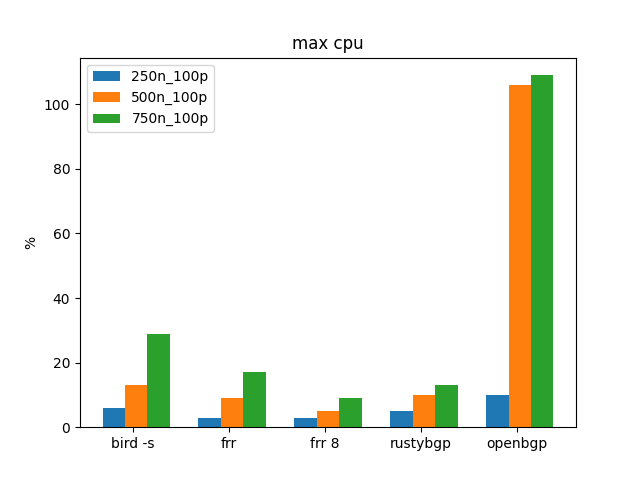 max cpu
250n_100p
500n_100p
750n_100p
%
100
80
60
40
20
0
bird -s
frr
frr 8
rustybgp
openbgp